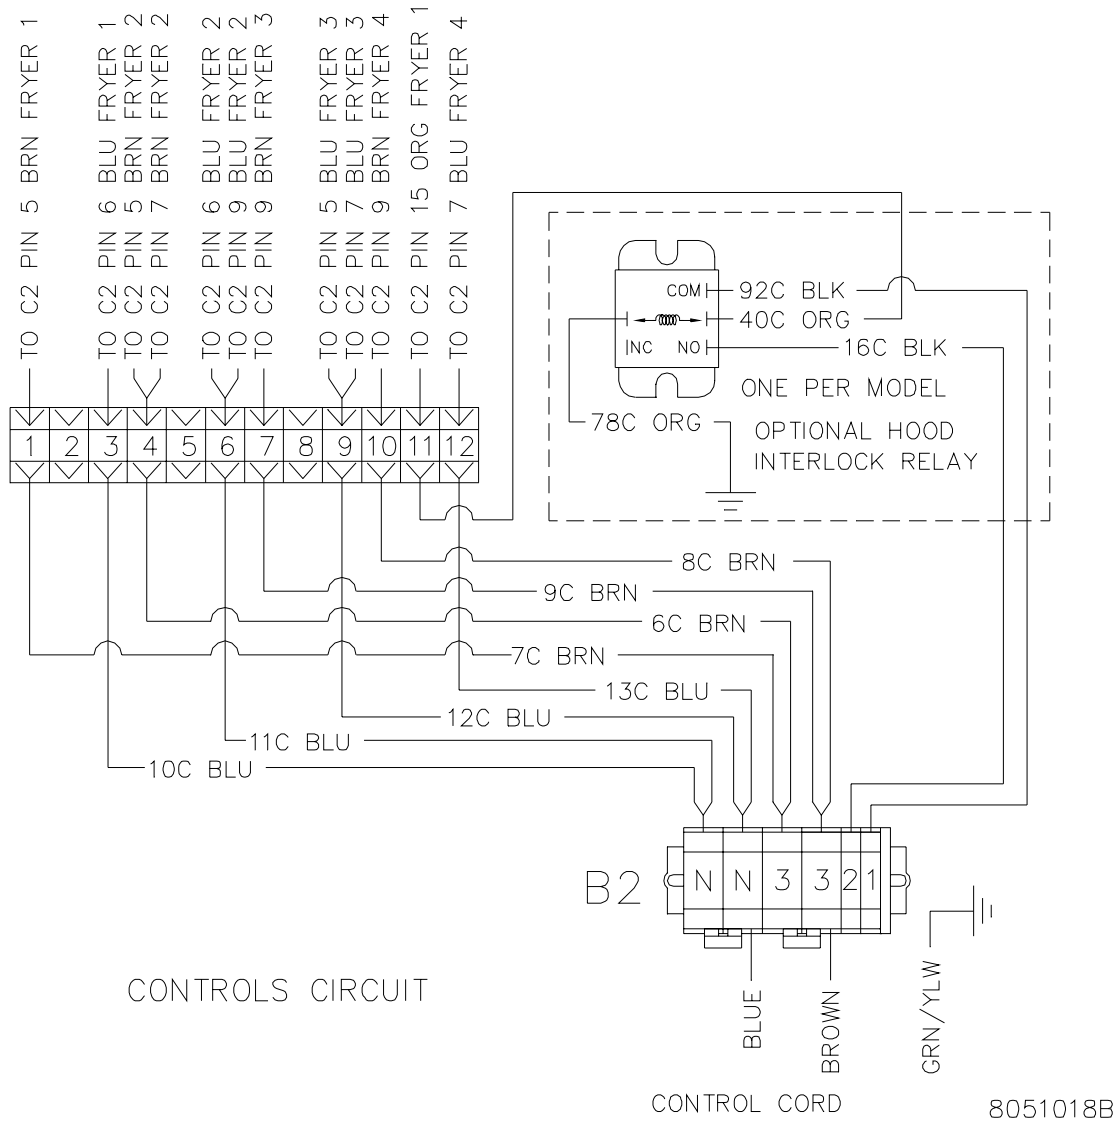 TO C2 PIN 5 BRN FRYER 1
TO C2 PIN 6 BLU FRYER 1
TO C2 PIN 5 BRN FRYER 2
TO C2 PIN 7 BRN FRYER 2
TO C2 PIN 6 BLU FRYER 2
TO C2 PIN 9 BLU FRYER 2
TO C2 PIN 9 BRN FRYER 3
TO C2 PIN 5 BLU FRYER 3
TO C2 PIN 7 BLU FRYER 3
TO C2 PIN 9 BRN FRYER 4
TO C2 PIN 15 ORG FRYER 1
TO C2 PIN 7 BLU FRYER 4
COM
92C BLK
40C ORG
NC NO
16C BLK
ONE PER MODEL
78C ORG
OPTIONAL HOOD
INTERLOCK RELAY
1 2 3 4 5 6 7 8 9 10 11 12
8C BRN
9C BRN
6C BRN
7C BRN
13C BLU
12C BLU
11C BLU
10C BLU
B2
N N 3 3 2 1
BLUE
BROWN
GRN/YLW
CONTROLS CIRCUIT
CONTROL CORD
8051018B